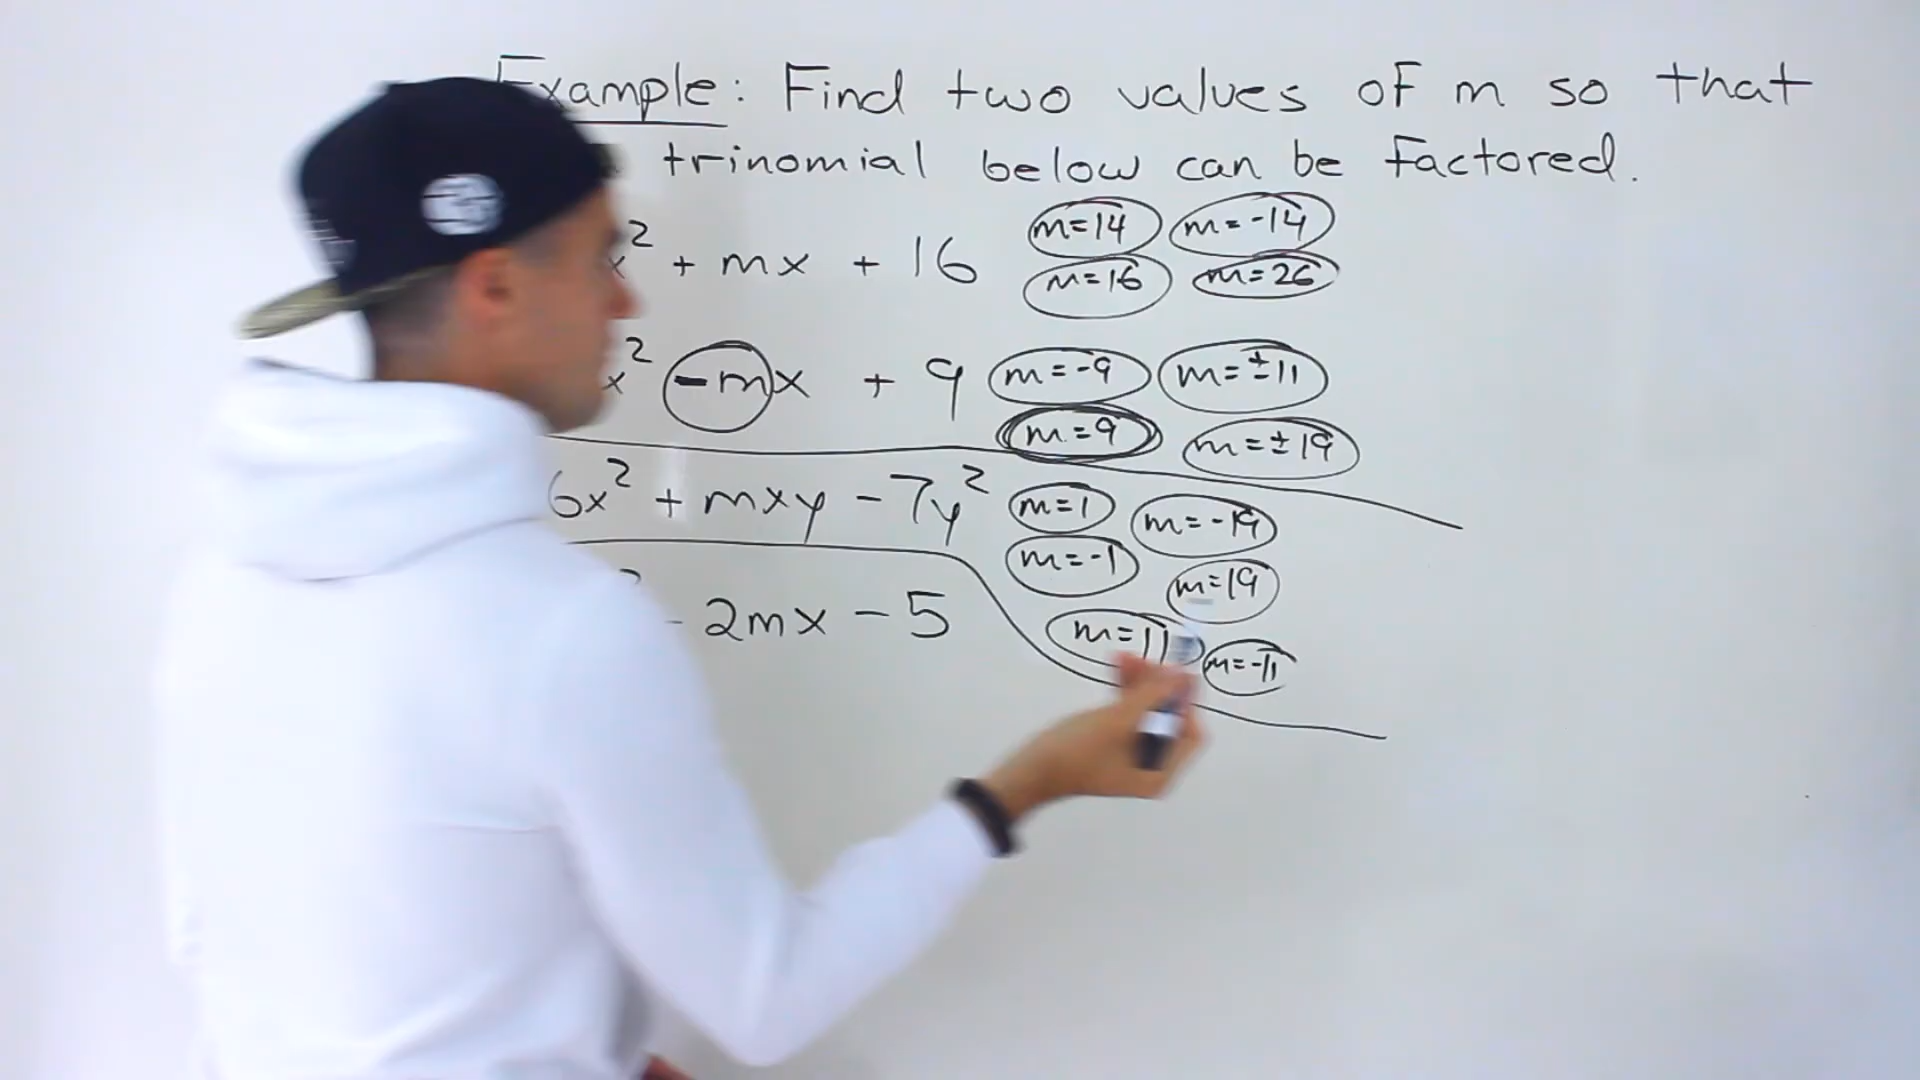 Example: Find two values of m so that
trinomial below can be factored.
x² + mx + 16 m=14 m=-14
m=16 m=26
x² -mx + 9 m=-9 m=±11
m=9 m=±19
6x² + mxy - 7y² m=1 m=-19
m=-1 m=19
- 2mx - 5 m=11 m=-11